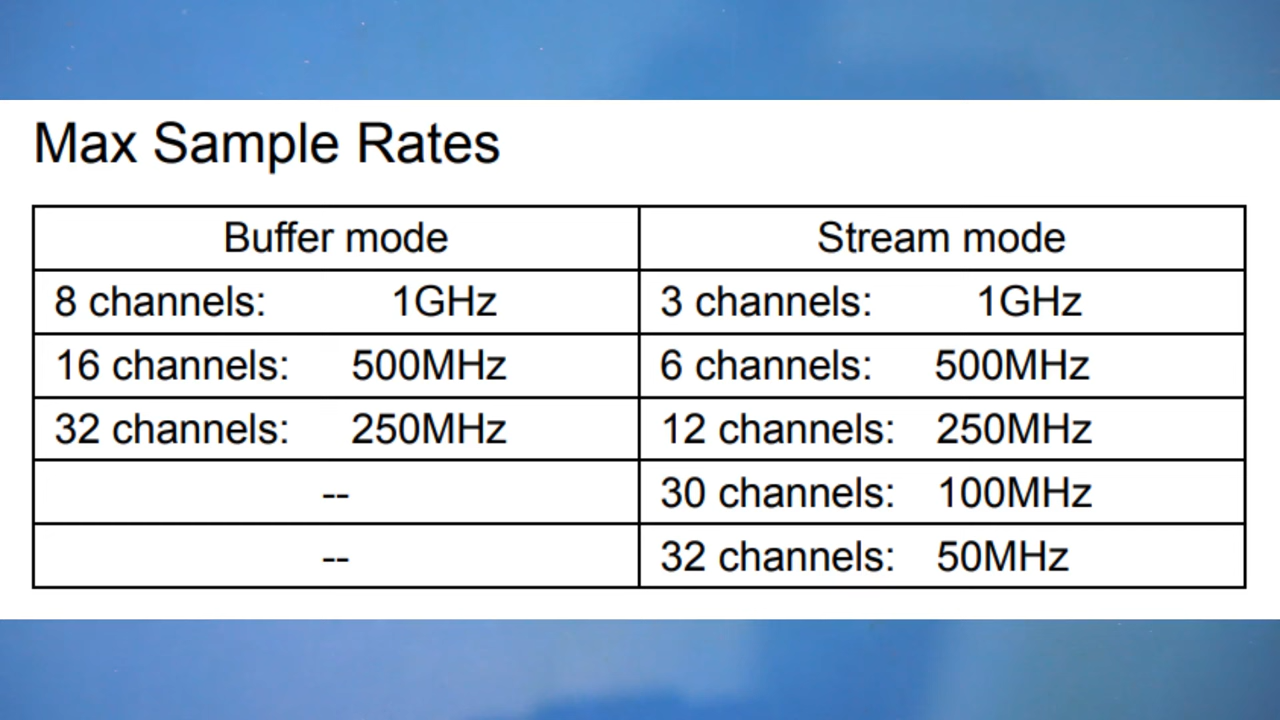 Max Sample Rates
Buffer mode Stream mode
8 channels: 1GHz 3 channels: 1GHz
16 channels: 500MHz 6 channels: 500MHz
32 channels: 250MHz 12 channels: 250MHz
-- 30 channels: 100MHz
-- 32 channels: 50MHz